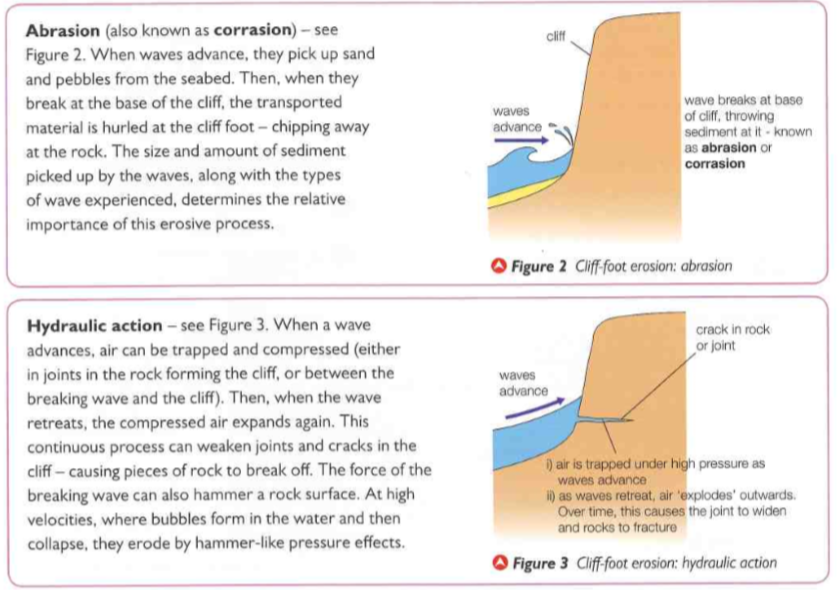 Abrasion (also known as corrasion) – see
Figure 2. When waves advance, they pick up sand
and pebbles from the seabed. Then, when they
break at the base of the cliff, the transported
material is hurled at the cliff foot – chipping away
at the rock. The size and amount of sediment
picked up by the waves, along with the types
of wave experienced, determines the relative
importance of this erosive process.
cliff
waves
advance
wave breaks at base
of cliff, throwing
sediment at it - known
as abrasion or
corrasion
Figure 2 Cliff-foot erosion: abrasion
Hydraulic action – see Figure 3. When a wave
advances, air can be trapped and compressed (either
in joints in the rock forming the cliff, or between the
breaking wave and the cliff). Then, when the wave
retreats, the compressed air expands again. This
continuous process can weaken joints and cracks in the
cliff – causing pieces of rock to break off. The force of the
breaking wave can also hammer a rock surface. At high
velocities, where bubbles form in the water and then
collapse, they erode by hammer-like pressure effects.
crack in rock
or joint
waves
advance
i) air is trapped under high pressure as
waves advance
ii) as waves retreat, air 'explodes' outwards.
Over time, this causes the joint to widen
and rocks to fracture
Figure 3 Cliff-foot erosion: hydraulic action